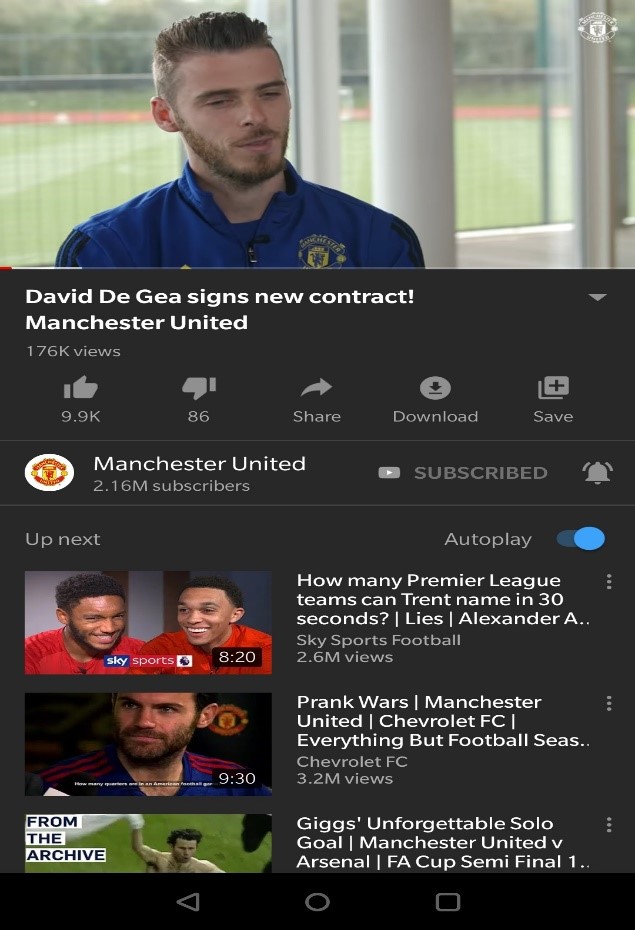 MANCHESTER
UNITED
MANCHESTER
David De Gea signs new contract!
Manchester United
176K views
9.9K
86
Share
Download
Save
Manchester United
2.16M subscribers
SUBSCRIBED
Up next
Autoplay
sky sports
8:20
How many Premier League
teams can Trent name in 30
seconds? | Lies | Alexander A..
Sky Sports Football
2.6M views
How many quarters are in an American football gam
9:30
Prank Wars | Manchester
United | Chevrolet FC |
Everything But Football Seas..
Chevrolet FC
3.2M views
FROM
THE
ARCHIVE
Giggs' Unforgettable Solo
Goal | Manchester United v
Arsenal | FA Cup Semi Final 1..